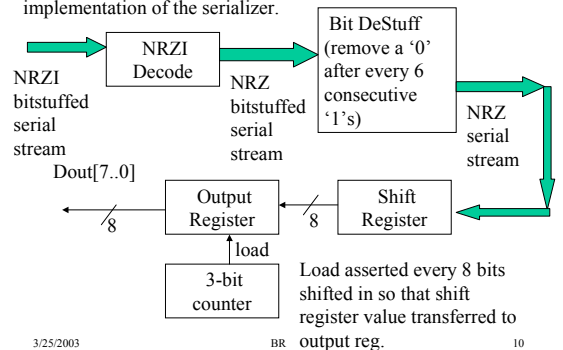 implementation of the serializer.
NRZI
Decode
Bit DeStuff
(remove a ‘0’
after every 6
consecutive
‘1’s)
NRZI
bitstuffed
serial
stream
NRZ
bitstuffed
serial
stream
NRZ
serial
stream
Dout[7..0]
8
Output
Register
8
Shift
Register
load
3-bit
counter
Load asserted every 8 bits
shifted in so that shift
register value transferred to
output reg.
3/25/2003
BR
10